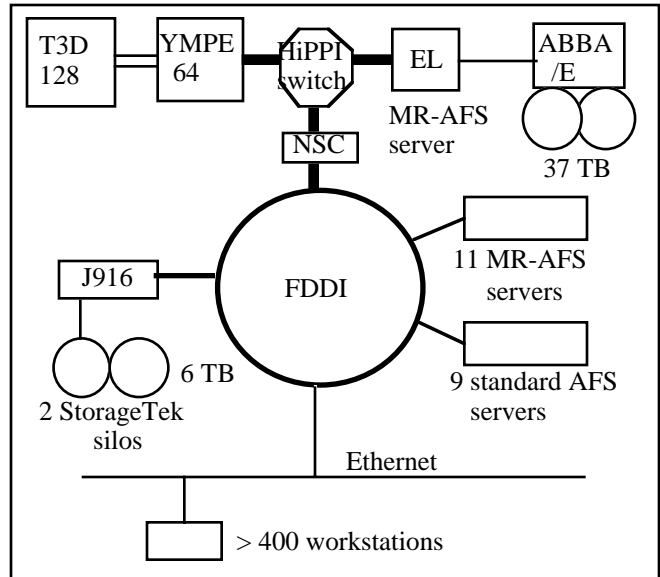 T3D
128
YMPE
64
HiPPI
switch
EL
ABBA
/E
MR-AFS
server
37 TB
NSC
11 MR-AFS
servers
J916
FDDI
6 TB
2 StorageTek
silos
9 standard AFS
servers
Ethernet
> 400 workstations